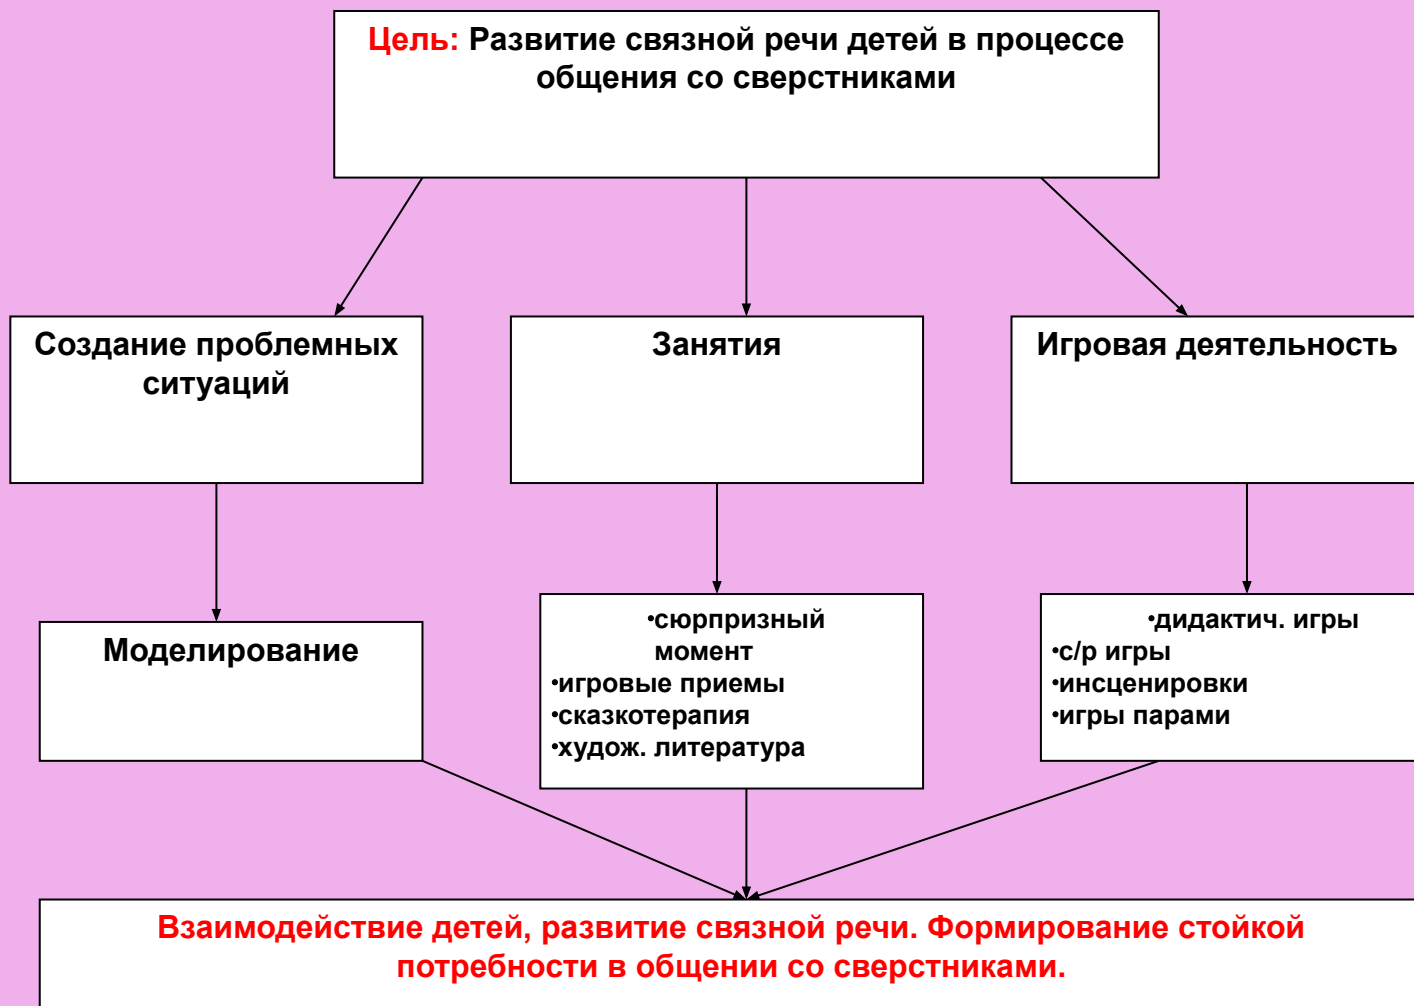 Цель: Развитие связной речи детей в процессе
общения со сверстниками
Создание проблемных
ситуаций
Занятия
Игровая деятельность
Моделирование
•сюрпризный
момент
•игровые приемы
•сказкотерапия
•худож. литература
•дидактич. игры
•с/р игры
•инсценировки
•игры парами
Взаимодействие детей, развитие связной речи. Формирование стойкой
потребности в общении со сверстниками.